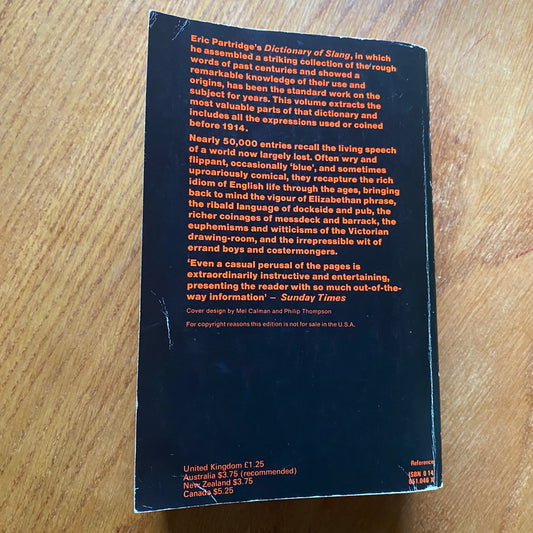 Eric Partridge's Dictionary of Slang, in which
he assembled a striking collection of the rough
words of past centuries and showed a
remarkable knowledge of their use and
origins, has been the standard work on the
subject for years. This volume extracts the
most valuable parts of that dictionary and
includes all the expressions used or coined
before 1914.
Nearly 50,000 entries recall the living speech
of a world now largely lost. Often wry and
flippant, occasionally 'blue', and sometimes
uproariously comical, they recapture the rich
idiom of English life through the ages, bringing
back to mind the vigour of Elizabethan phrase,
the ribald language of dockside and pub, the
richer coinages of messdeck and barrack, the
euphemisms and witticisms of the Victorian
drawing-room, and the irrepressible wit of
errand boys and costermongers.
'Even a casual perusal of the pages is
extraordinarily instructive and entertaining,
presenting the reader with so much out-of-the-
way information' – Sunday Times
Cover design by Mel Calman and Philip Thompson
For copyright reasons this edition is not for sale in the U.S.A.
United Kingdom £1.25
Australia $3.75 (recommended)
New Zealand $3.75
Canada $5.25
Reference
ISBN 0 14
051.046 X